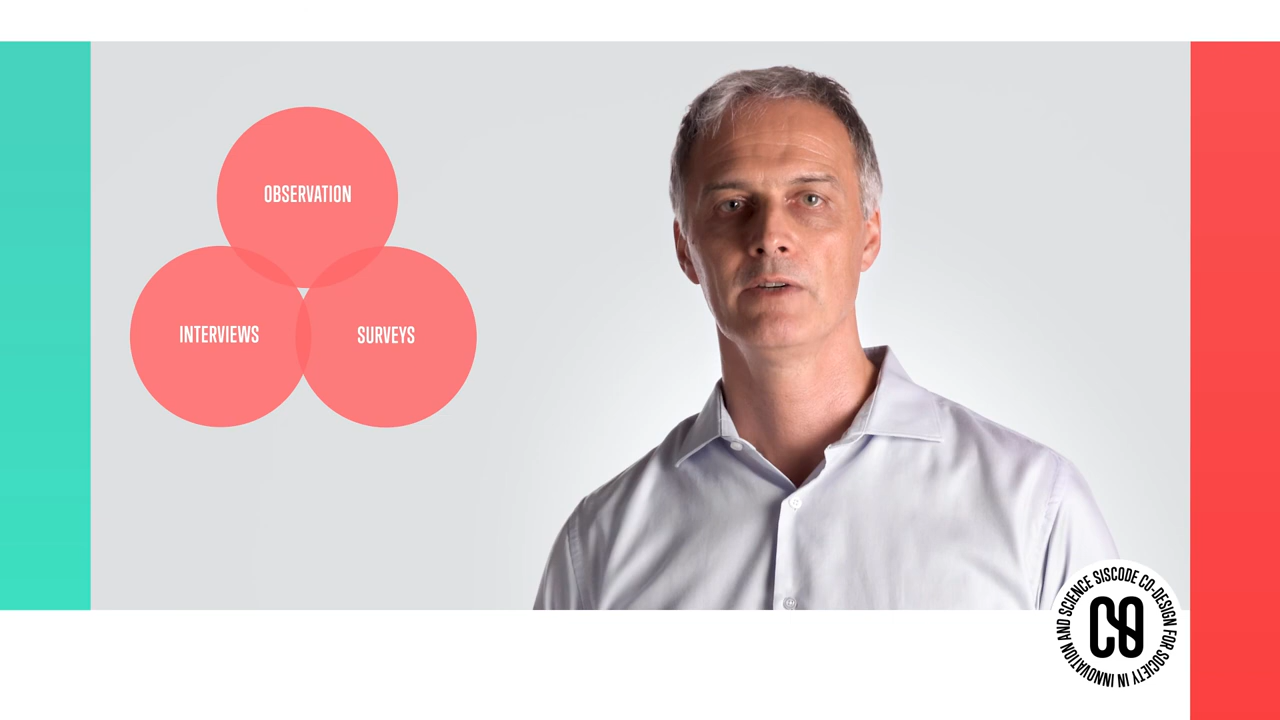 OBSERVATION
INTERVIEWS
SURVEYS
SISCODE CO-DESIGN FOR SOCIETY IN INNOVATION AND SCIENCE
CO